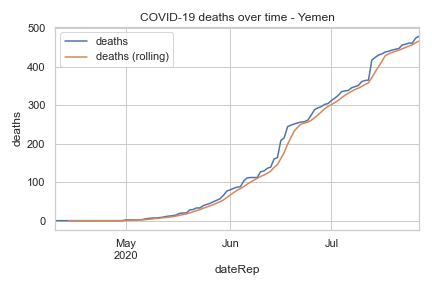 COVID-19 deaths over time - Yemen
deaths
deaths (rolling)
500
400
300
200
100
0
deaths
May
2020
Jun
Jul
dateRep